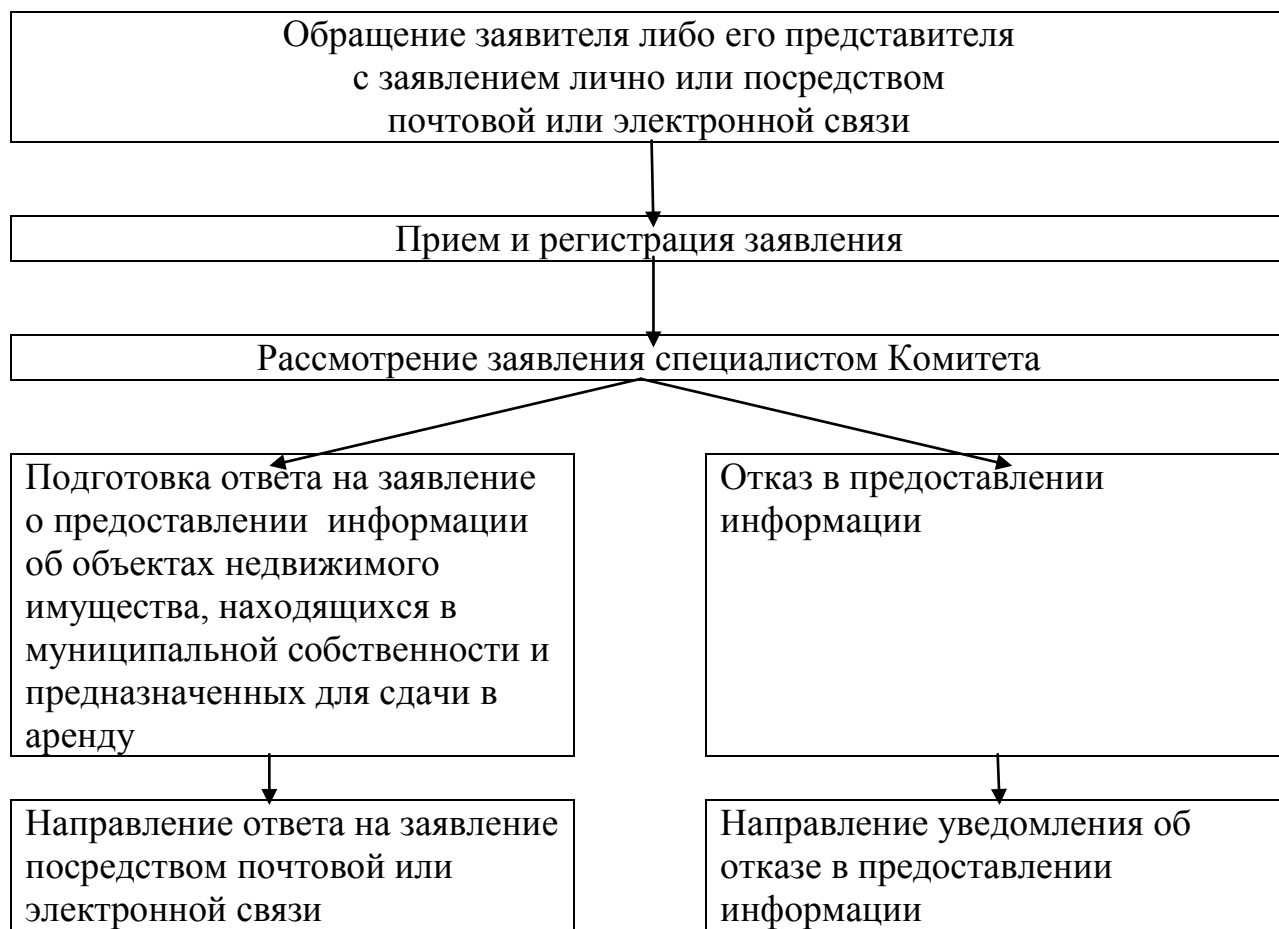 Обращение заявителя либо его представителя
с заявлением лично или посредством
почтовой или электронной связи
Прием и регистрация заявления
Рассмотрение заявления специалистом Комитета
Подготовка ответа на заявление
о предоставлении информации
об объектах недвижимого
имущества, находящихся в
муниципальной собственности и
предназначенных для сдачи в
аренду
Отказ в предоставлении
информации
Направление ответа на заявление
посредством почтовой или
электронной связи
Направление уведомления об
отказе в предоставлении
информации